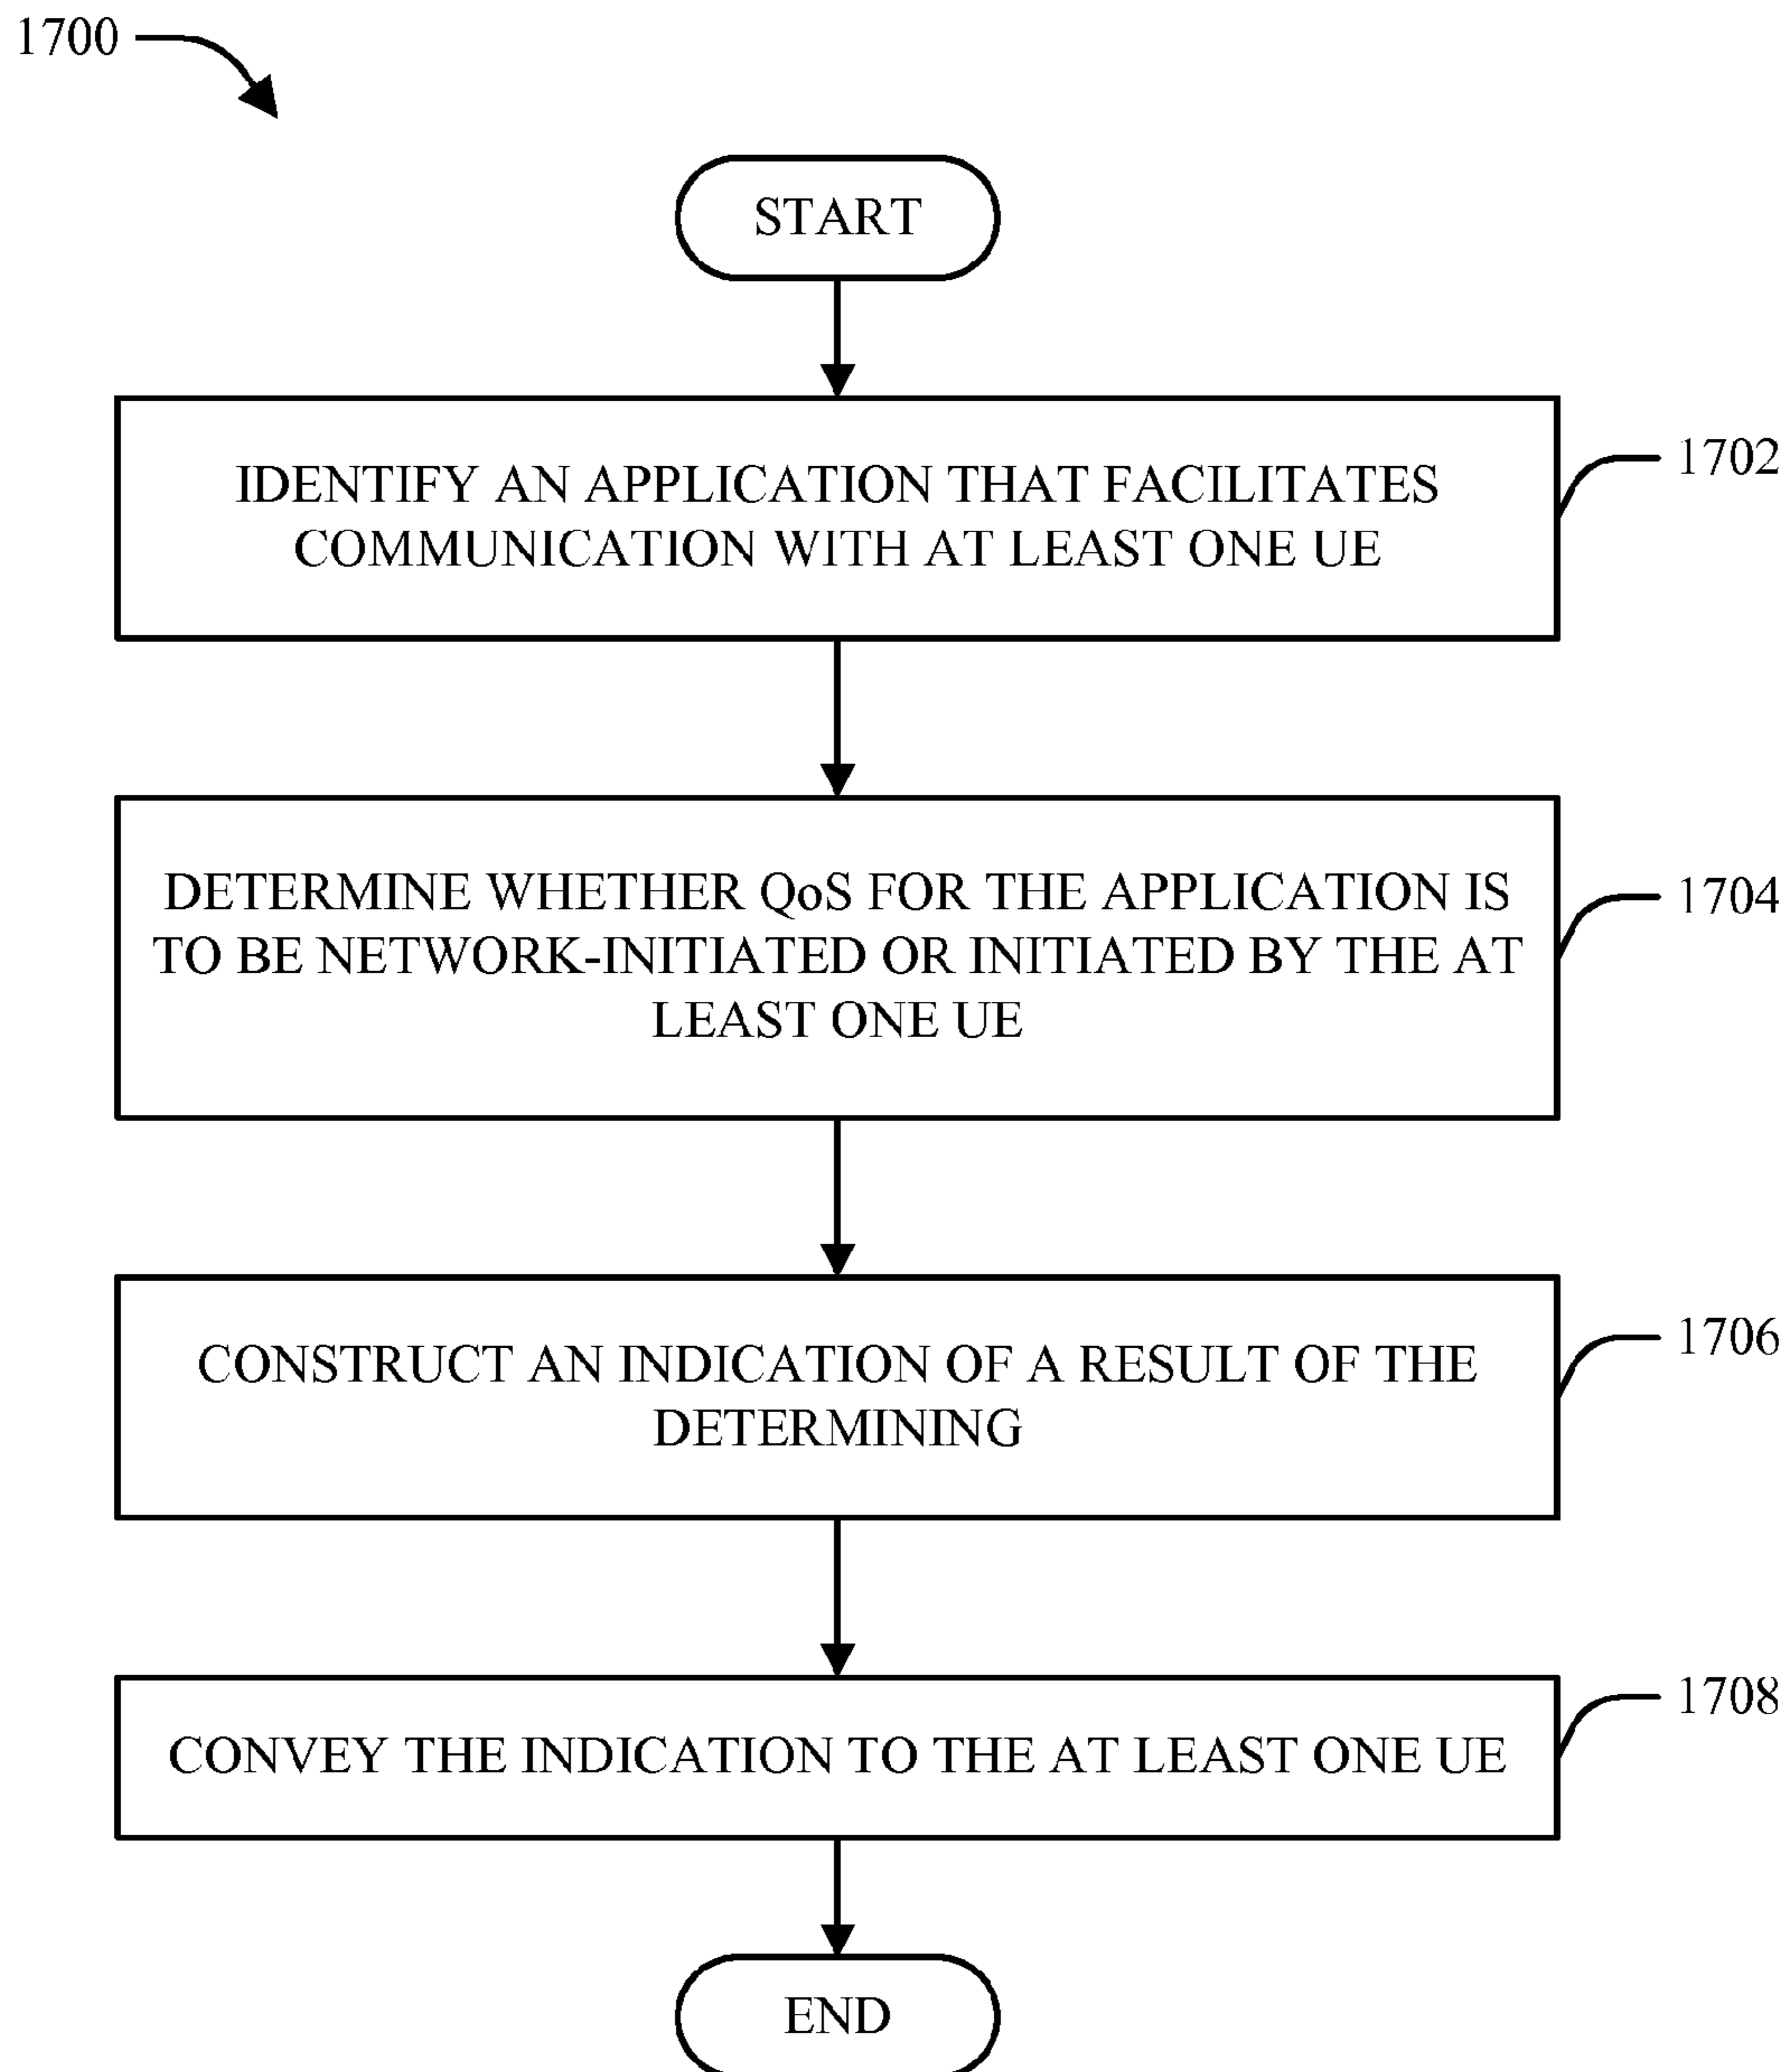 1700
START
IDENTIFY AN APPLICATION THAT FACILITATES
COMMUNICATION WITH AT LEAST ONE UE
1702
DETERMINE WHETHER QoS FOR THE APPLICATION IS
TO BE NETWORK-INITIATED OR INITIATED BY THE AT
LEAST ONE UE
1704
CONSTRUCT AN INDICATION OF A RESULT OF THE
DETERMINING
1706
CONVEY THE INDICATION TO THE AT LEAST ONE UE
1708
END